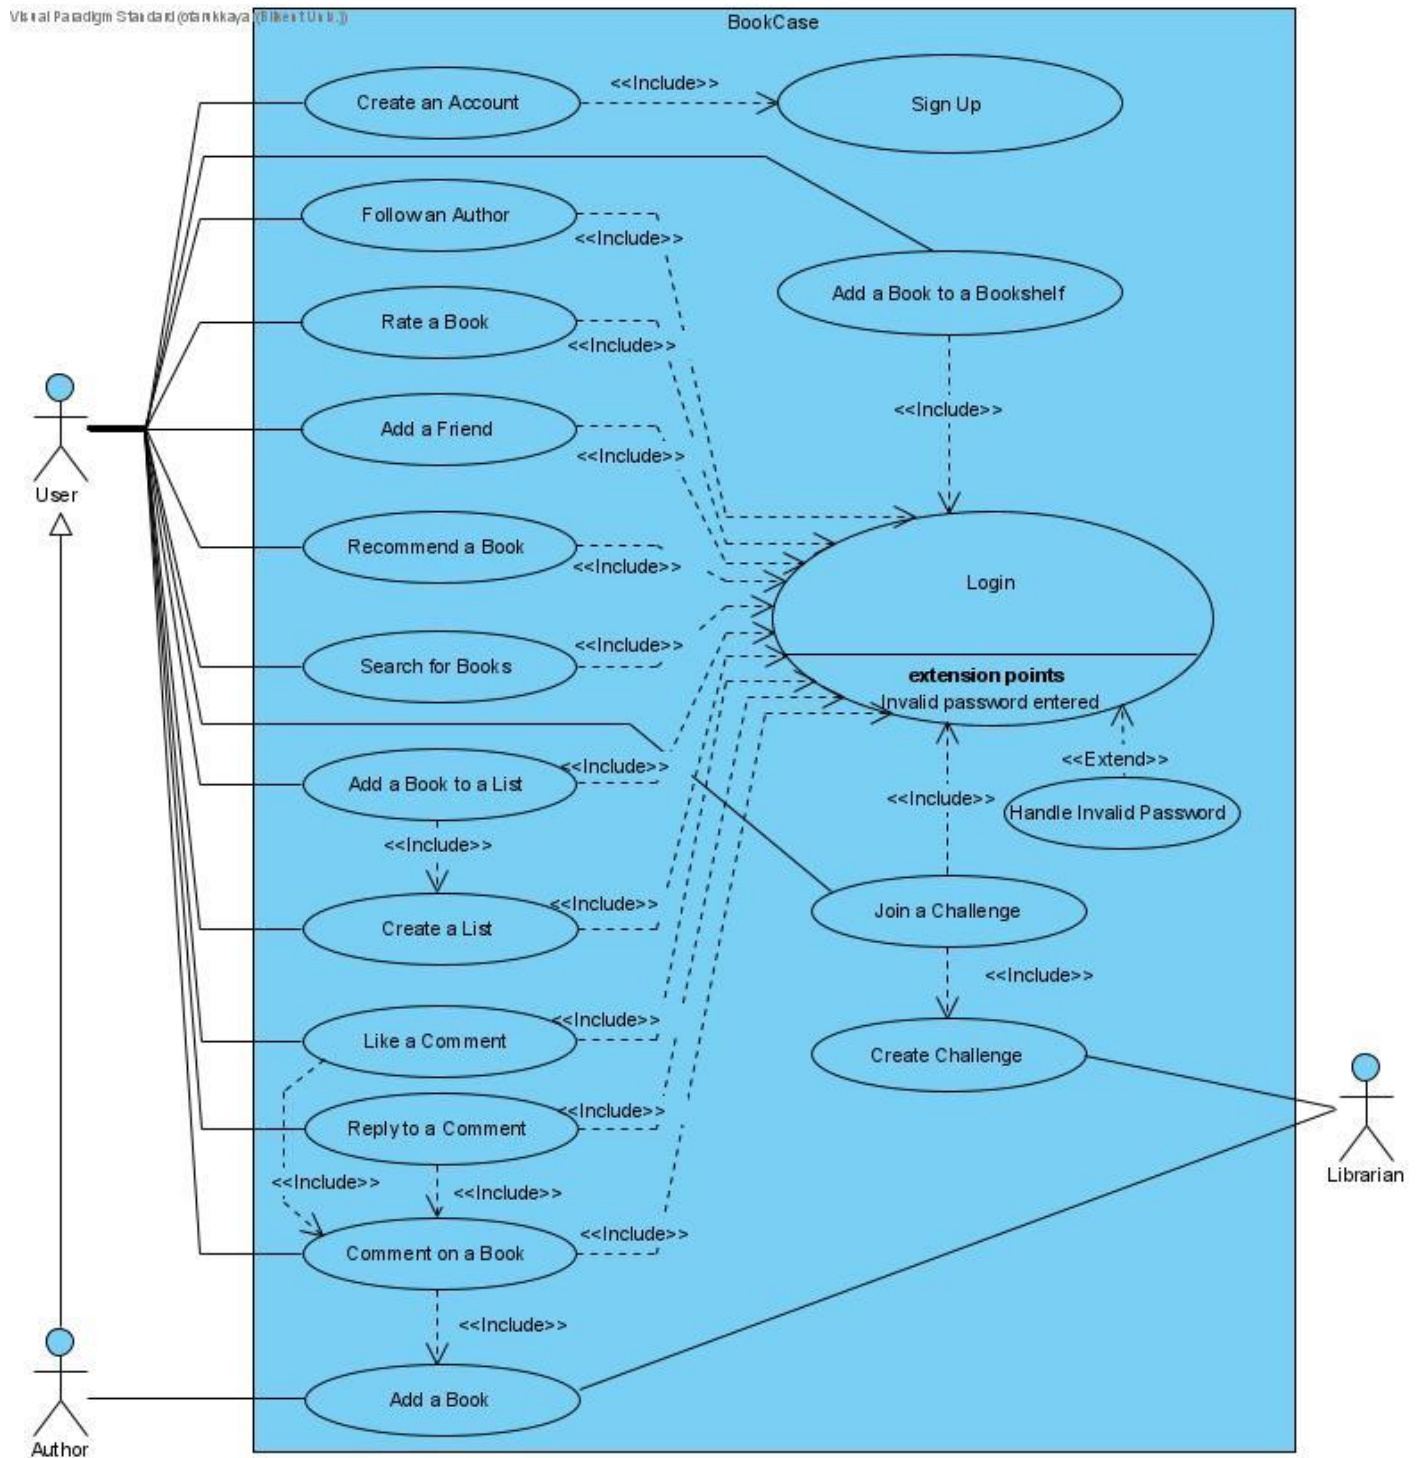 Visual Paradigm Standard (ofarukkaya (Bilkent Univ.))
BookCase
Create an Account
<<Include>>
Sign Up
Follow an Author
<<Include>>
Add a Book to a Bookshelf
Rate a Book
<<Include>>
<<Include>>
Add a Friend
<<Include>>
User
Recommend a Book
<<Include>>
Login
Search for Books
<<Include>>
extension points
Invalid password entered
Add a Book to a List
<<Include>>
<<Extend>>
<<Include>>
Handle Invalid Password
<<Include>>
Create a List
<<Include>>
Join a Challenge
<<Include>>
Like a Comment
<<Include>>
Create Challenge
Reply to a Comment
<<Include>>
Librarian
<<Include>>
<<Include>>
Comment on a Book
<<Include>>
<<Include>>
Add a Book
Author